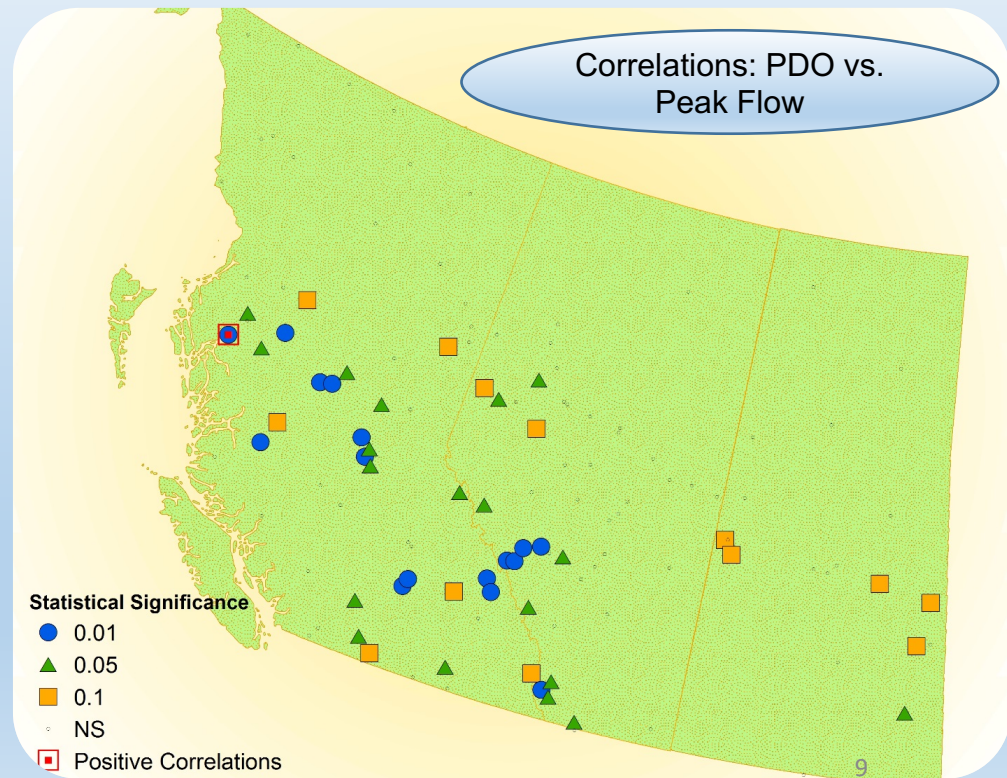 Correlations: PDO vs.
Peak Flow
Statistical Significance
0.01
0.05
0.1
NS
Positive Correlations
9